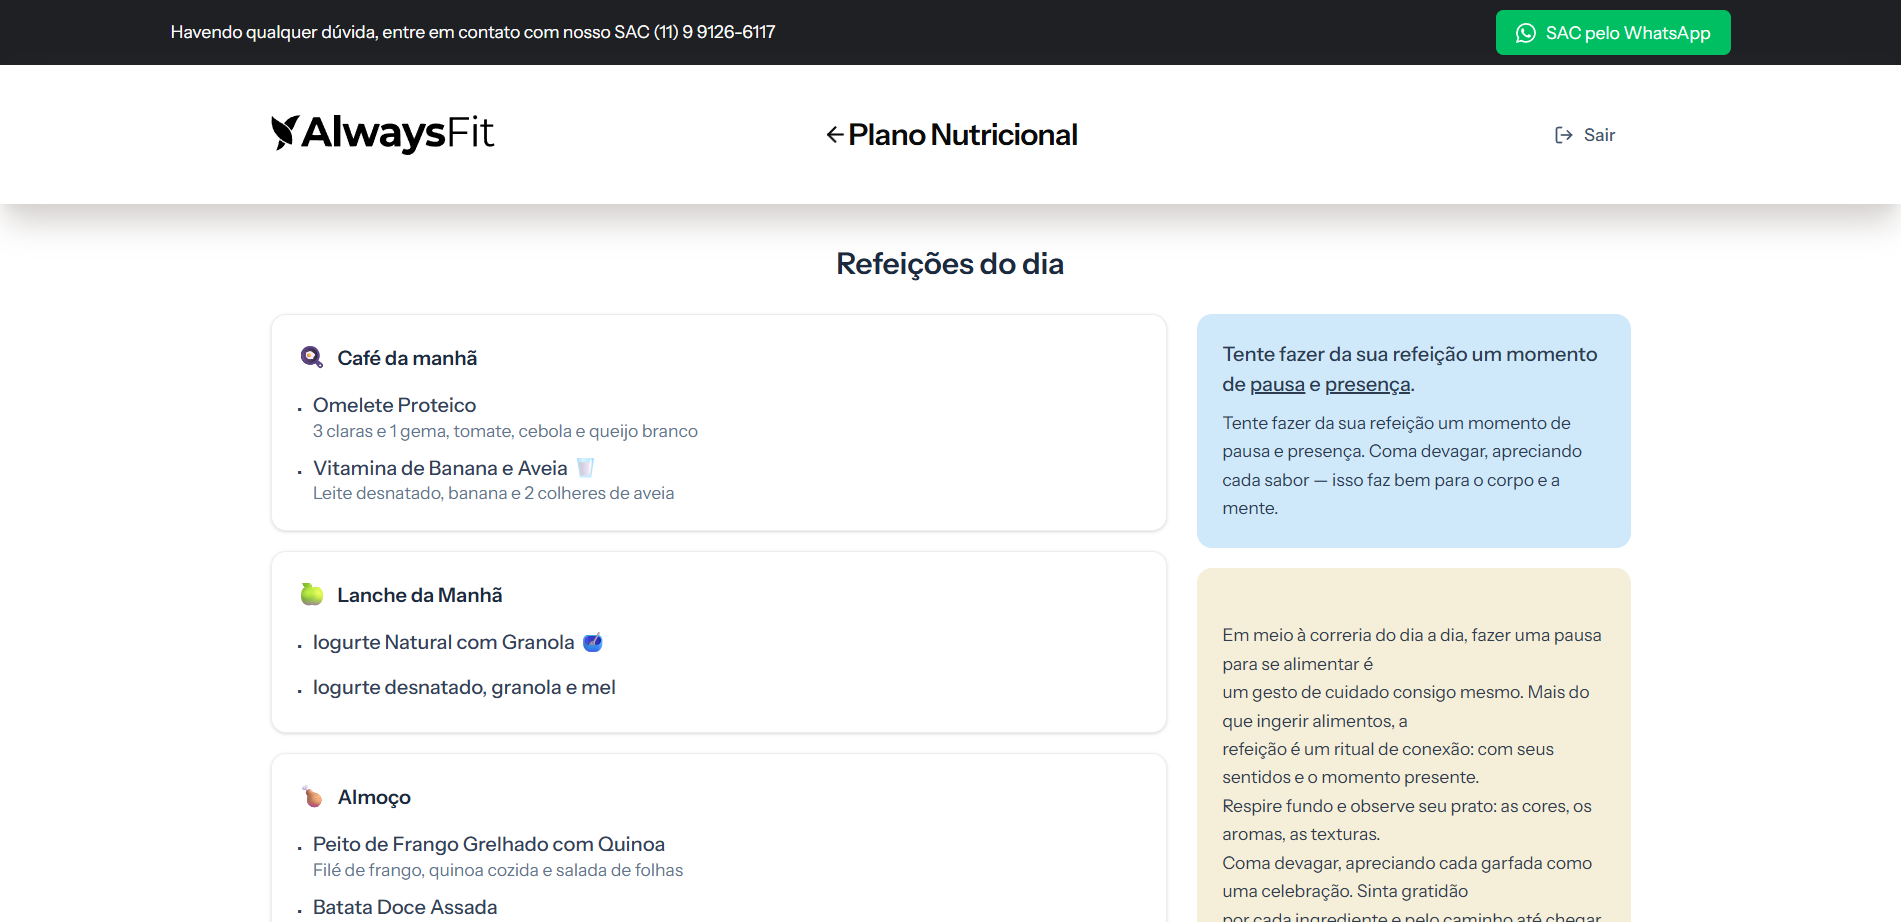 Havendo qualquer dúvida, entre em contato com nosso SAC (11) 9 9126-6117
SAC pelo WhatsApp
AlwaysFit
Plano Nutricional
Sair
Refeições do dia
Café da manhã
Omelete Proteico
3 claras e 1 gema, tomate, cebola e queijo branco
Vitamina de Banana e Aveia
Leite desnatado, banana e 2 colheres de aveia
Lanche da Manhã
Iogurte Natural com Granola
Iogurte desnatado, granola e mel
Almoço
Peito de Frango Grelhado com Quinoa
Filé de frango, quinoa cozida e salada de folhas
Batata Doce Assada
Tente fazer da sua refeição um momento
de pausa e presença.
Tente fazer da sua refeição um momento de
pausa e presença. Coma devagar, apreciando
cada sabor — isso faz bem para o corpo e a
mente.
Em meio à correria do dia a dia, fazer uma pausa
para se alimentar é
um gesto de cuidado consigo mesmo. Mais do
que ingerir alimentos, a
refeição é um ritual de conexão: com seus
sentidos e o momento presente.
Respire fundo e observe seu prato: as cores, os
aromas, as texturas.
Coma devagar, apreciando cada garfada como
uma celebração. Sinta gratidão
por cada ingrediente e pelo caminho até chegar